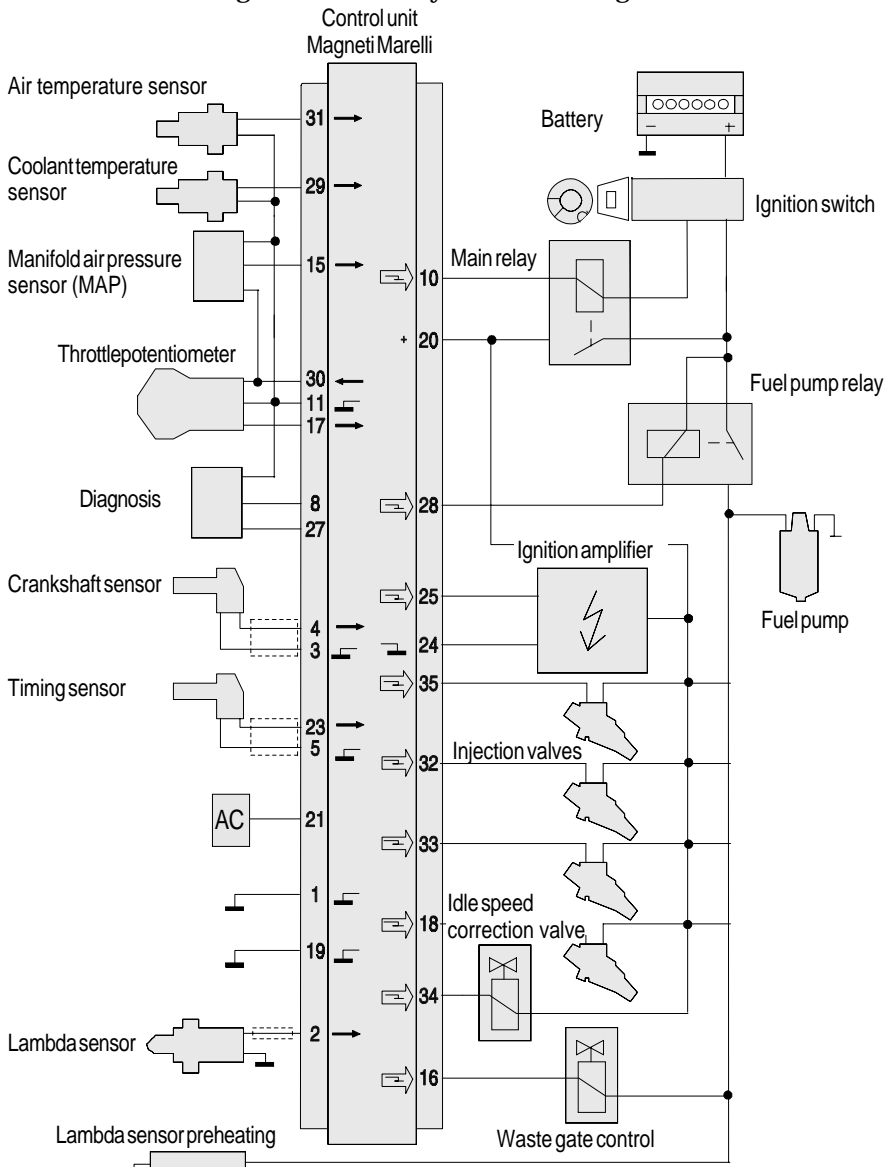 Control unit
Magneti Marelli
Air temperature sensor
31
Battery
Coolant temperature
sensor
29
Ignition switch
Manifold air pressure
sensor (MAP)
15
10
Main relay
+ 20
Throttlepotentiometer
30
11
17
Fuel pump relay
Diagnosis
8
27
28
Ignition amplifier
Crankshaft sensor
25
4
3
24
Fuel pump
35
Timing sensor
23
5
32
Injection valves
AC
21
33
1
Idle speed
correction valve
18
19
34
Lambda sensor
2
16
Lambda sensor preheating
Waste gate control